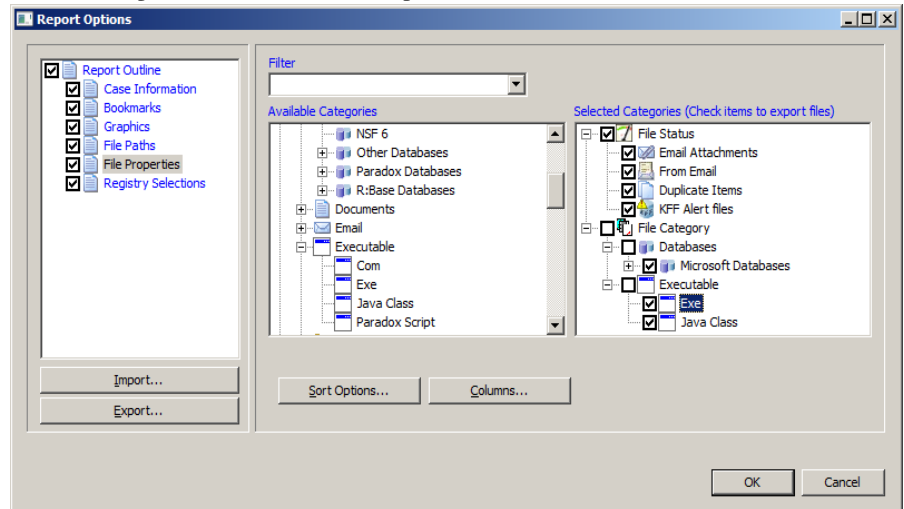 Report Options
Report Outline
Case Information
Bookmarks
Graphics
File Paths
File Properties
Registry Selections
Import...
Export...
Filter
Available Categories
NSF 6
Other Databases
Paradox Databases
R:Base Databases
Documents
Email
Executable
Com
Exe
Java Class
Paradox Script
Selected Categories (Check items to export files)
File Status
Email Attachments
From Email
Duplicate Items
KFF Alert files
File Category
Databases
Microsoft Databases
Executable
Exe
Java Class
Sort Options...
Columns...
OK
Cancel